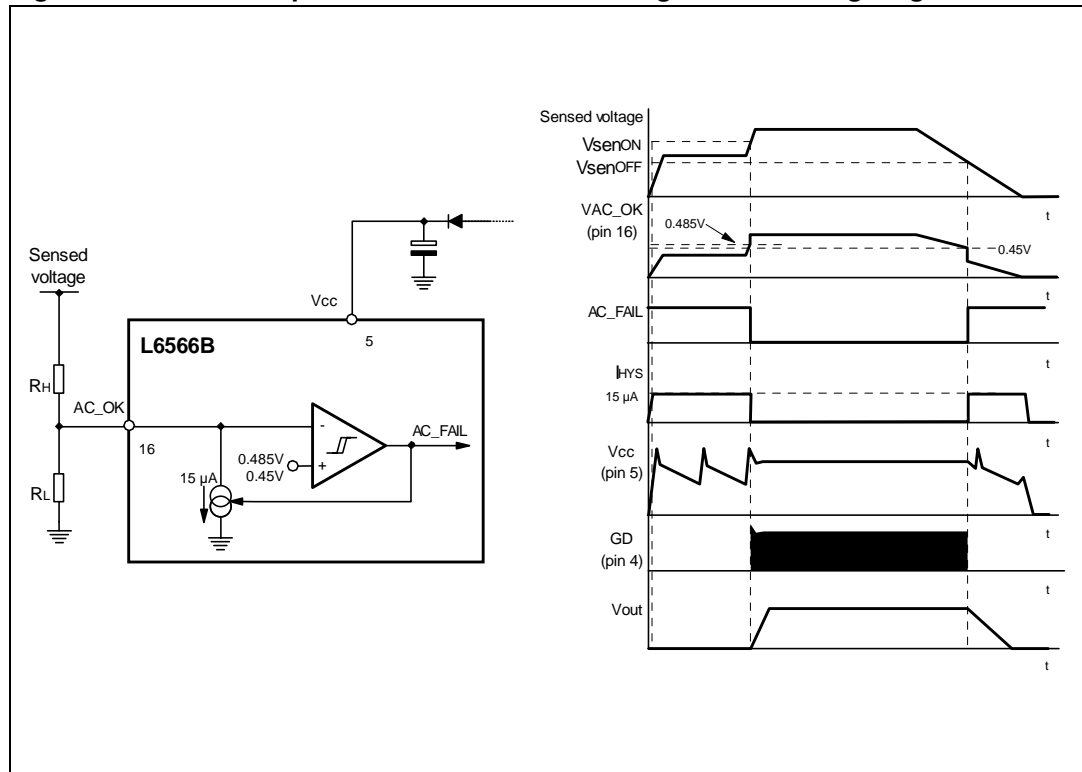 Sensed
voltage
RH
RL
AC_OK
16
L6566B
Vcc
5
15 µA
0.485V
0.45V
-
+
AC_FAIL
Sensed voltage
VsenON
VsenOFF
t
VAC_OK
(pin 16)
0.485V
0.45V
t
AC_FAIL
t
IHYS
15 µA
t
Vcc
(pin 5)
t
GD
(pin 4)
t
Vout
t